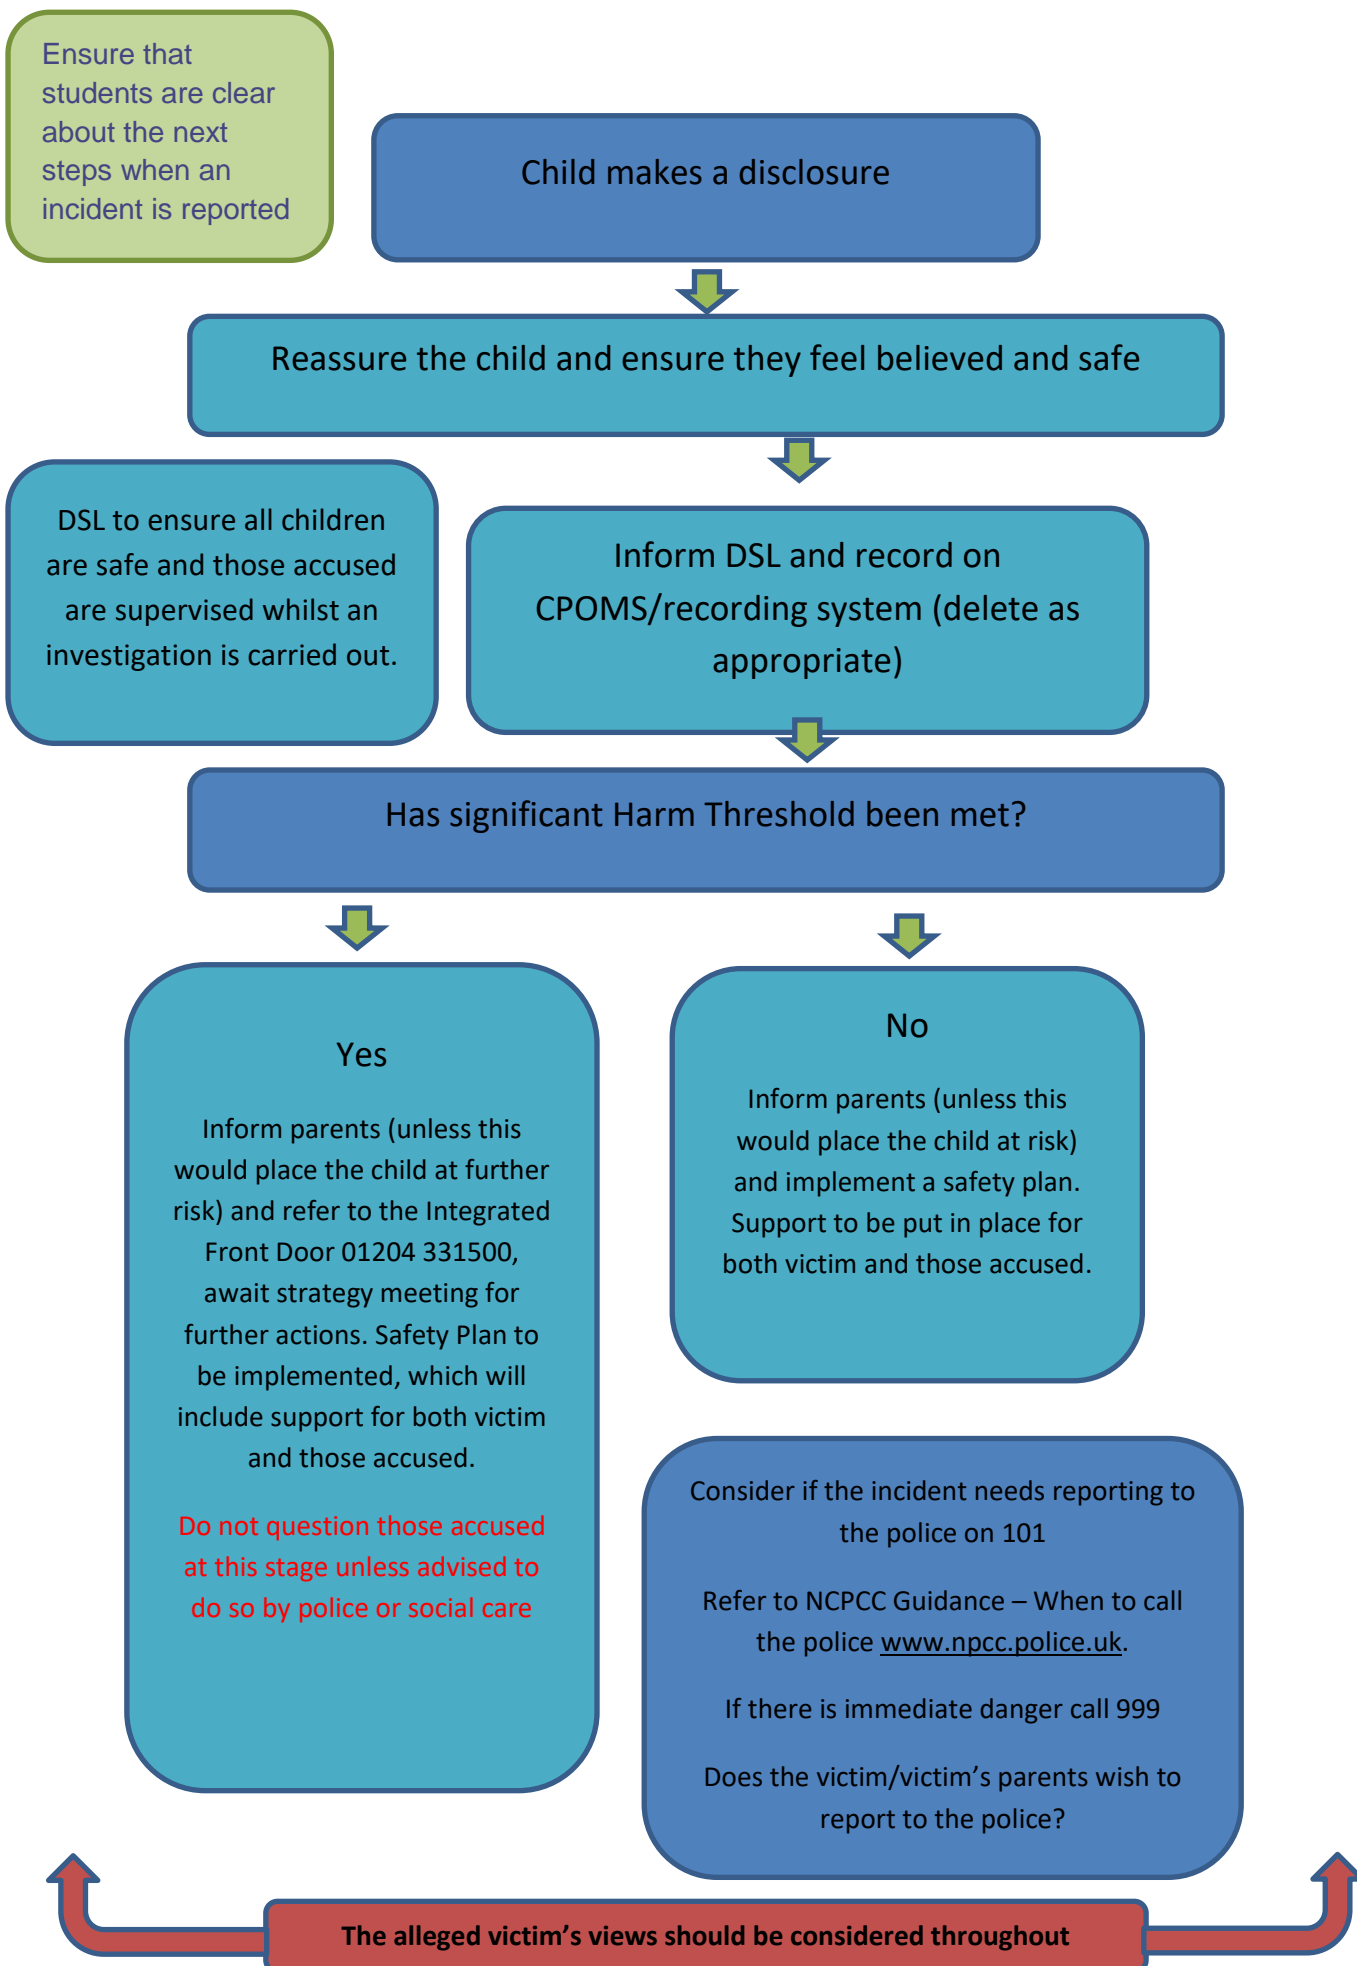 Ensure that
students are clear
about the next
steps when an
incident is reported
Child makes a disclosure
Reassure the child and ensure they feel believed and safe
DSL to ensure all children
are safe and those accused
are supervised whilst an
investigation is carried out.
Inform DSL and record on
CPOMS/recording system (delete as
appropriate)
Has significant Harm Threshold been met?
Yes
Inform parents (unless this
would place the child at further
risk) and refer to the Integrated
Front Door 01204 331500,
await strategy meeting for
further actions. Safety Plan to
be implemented, which will
include support for both victim
and those accused.
Do not question those accused
at this stage unless advised to
do so by police or social care
No
Inform parents (unless this
would place the child at risk)
and implement a safety plan.
Support to be put in place for
both victim and those accused.
Consider if the incident needs reporting to
the police on 101
Refer to NCPCC Guidance – When to call
the police www.npcc.police.uk.
If there is immediate danger call 999
Does the victim/victim’s parents wish to
report to the police?
The alleged victim’s views should be considered throughout